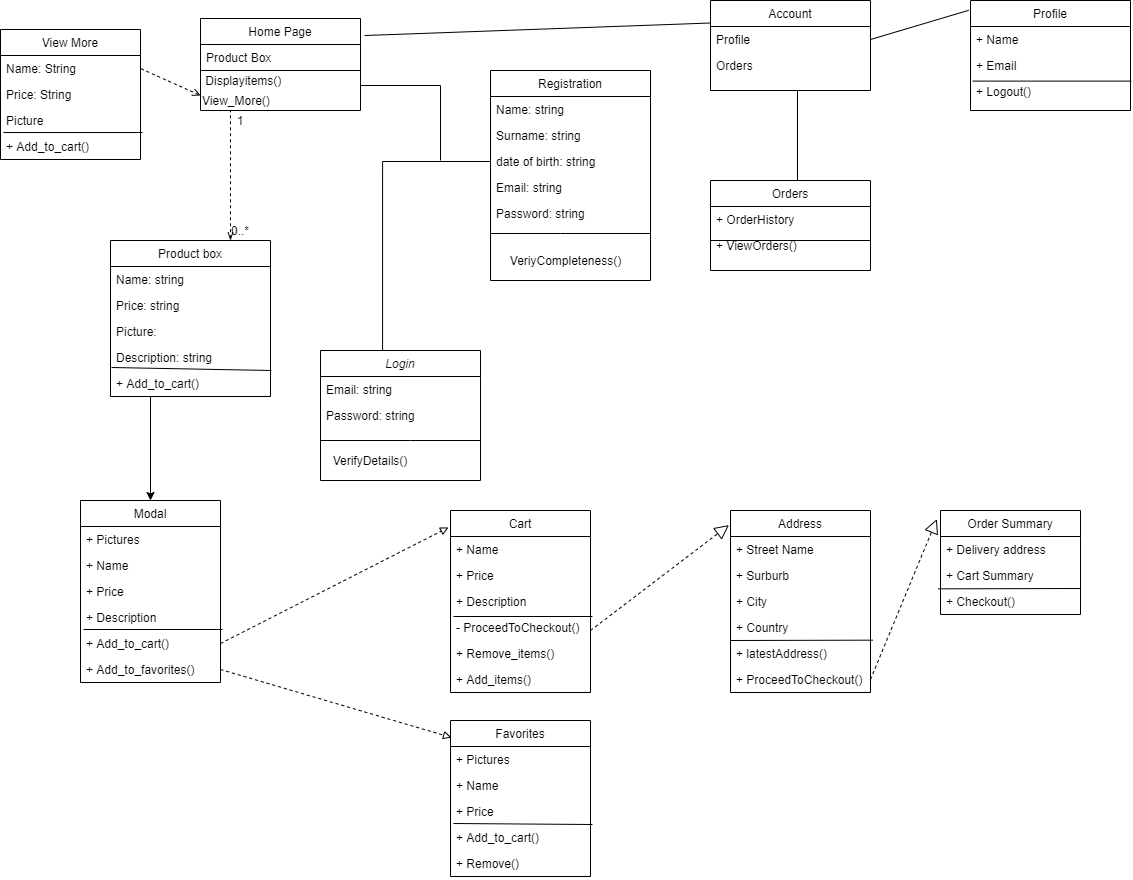 View More
Name: String
Price: String
Picture
+ Add_to_cart()
Home Page
Product Box
Displayitems()
View_More()
1
0..*
Account
Profile
Orders
Profile
+ Name
+ Email
+ Logout()
Registration
Name: string
Surname: string
date of birth: string
Email: string
Password: string
VeriyCompleteness()
Orders
+ OrderHistory
+ ViewOrders()
Product box
Name: string
Price: string
Picture:
Description: string
+ Add_to_cart()
Login
Email: string
Password: string
VerifyDetails()
Modal
+ Pictures
+ Name
+ Price
+ Description
+ Add_to_cart()
+ Add_to_favorites()
Cart
+ Name
+ Price
+ Description
- ProceedToCheckout()
+ Remove_items()
+ Add_items()
Address
+ Street Name
+ Surburb
+ City
+ Country
+ latestAddress()
+ ProceedToCheckout()
Order Summary
+ Delivery address
+ Cart Summary
+ Checkout()
Favorites
+ Pictures
+ Name
+ Price
+ Add_to_cart()
+ Remove()